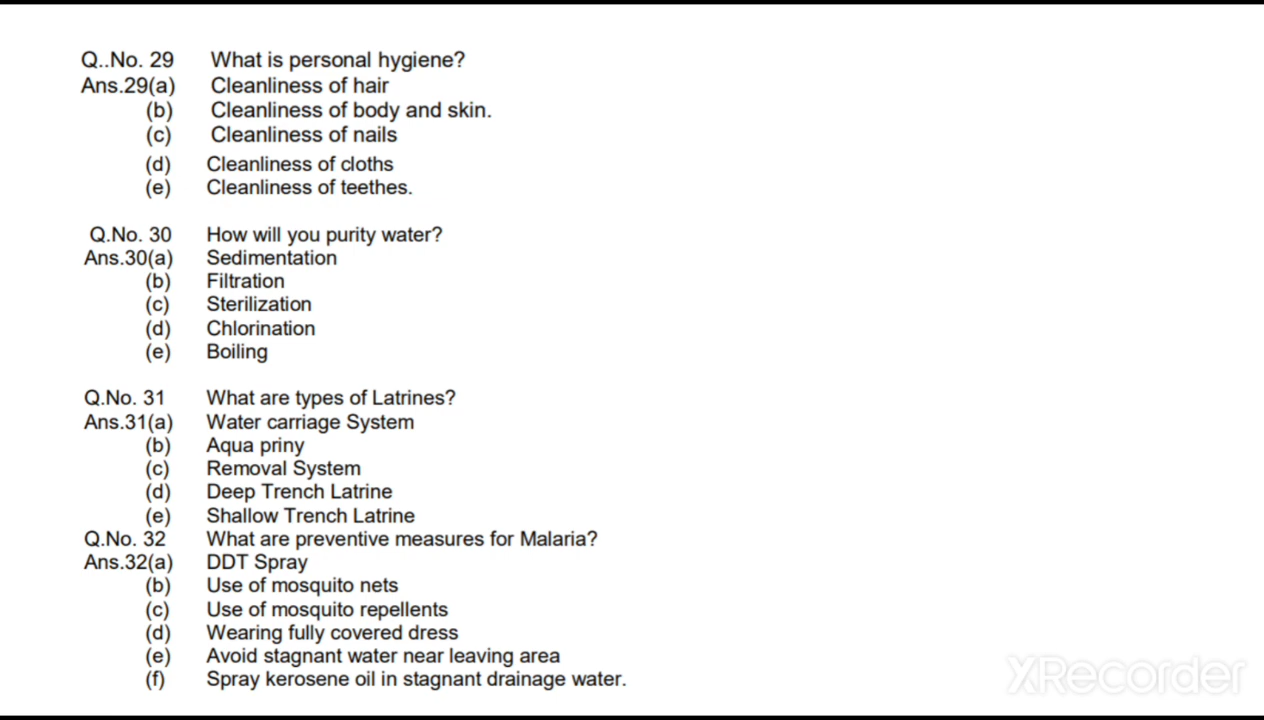 Q..No. 29 What is personal hygiene?
Ans.29(a) Cleanliness of hair
(b) Cleanliness of body and skin.
(c) Cleanliness of nails
(d) Cleanliness of cloths
(e) Cleanliness of teethes.
Q.No. 30 How will you purity water?
Ans.30(a) Sedimentation
(b) Filtration
(c) Sterilization
(d) Chlorination
(e) Boiling
Q.No. 31 What are types of Latrines?
Ans.31(a) Water carriage System
(b) Aqua priny
(c) Removal System
(d) Deep Trench Latrine
(e) Shallow Trench Latrine
Q.No. 32 What are preventive measures for Malaria?
Ans.32(a) DDT Spray
(b) Use of mosquito nets
(c) Use of mosquito repellents
(d) Wearing fully covered dress
(e) Avoid stagnant water near leaving area
(f) Spray kerosene oil in stagnant drainage water.
XRecorder